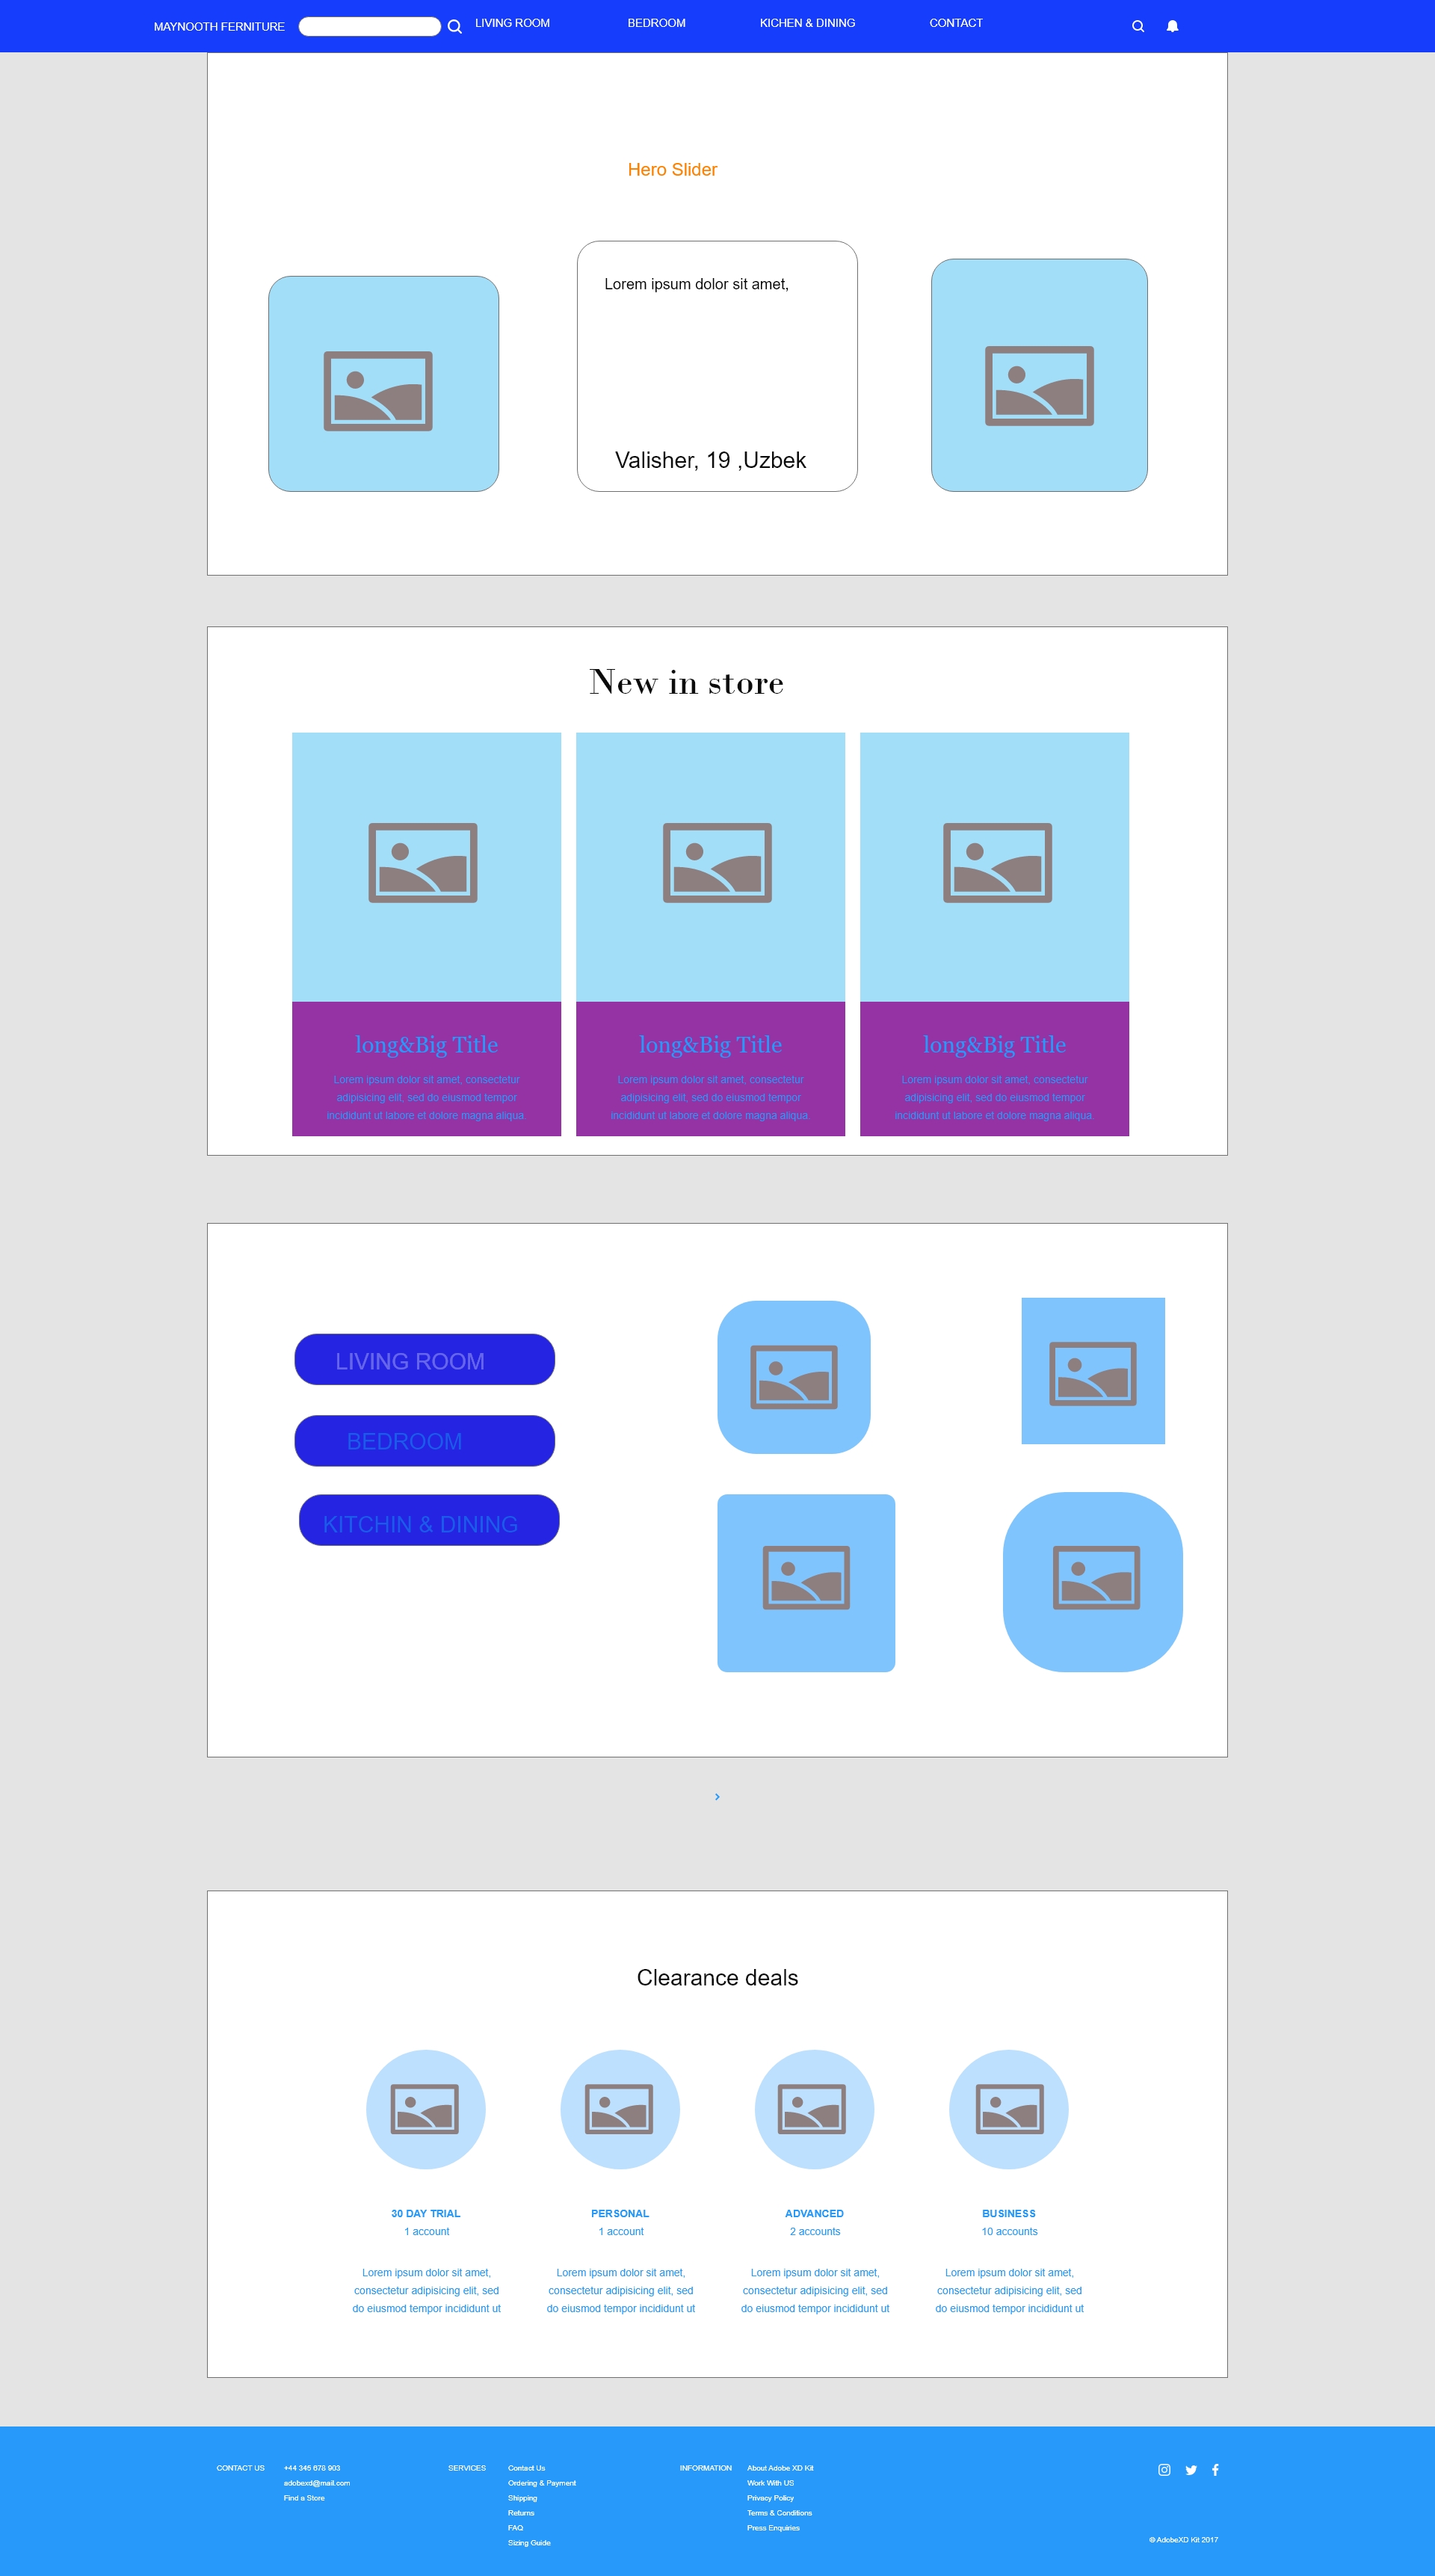 MAYNOOTH FERNITURE
LIVING ROOM
BEDROOM
KICHEN & DINING
CONTACT
Hero Slider
Lorem ipsum dolor sit amet,
Valisher, 19 ,Uzbek
New in store
long&Big Title
Lorem ipsum dolor sit amet, consectetur
adipisicing elit, sed do eiusmod tempor
incididunt ut labore et dolore magna aliqua.
long&Big Title
Lorem ipsum dolor sit amet, consectetur
adipisicing elit, sed do eiusmod tempor
incididunt ut labore et dolore magna aliqua.
long&Big Title
Lorem ipsum dolor sit amet, consectetur
adipisicing elit, sed do eiusmod tempor
incididunt ut labore et dolore magna aliqua.
LIVING ROOM
BEDROOM
KITCHIN & DINING
Clearance deals
30 DAY TRIAL
1 account
Lorem ipsum dolor sit amet,
consectetur adipisicing elit, sed
do eiusmod tempor incididunt ut
PERSONAL
1 account
Lorem ipsum dolor sit amet,
consectetur adipisicing elit, sed
do eiusmod tempor incididunt ut
ADVANCED
2 accounts
Lorem ipsum dolor sit amet,
consectetur adipisicing elit, sed
do eiusmod tempor incididunt ut
BUSINESS
10 accounts
Lorem ipsum dolor sit amet,
consectetur adipisicing elit, sed
do eiusmod tempor incididunt ut
CONTACT US
+44 345 678 903
adobexd@mail.com
Find a Store
SERVICES
Contact Us
Ordering & Payment
Shipping
Returns
FAQ
Sizing Guide
INFORMATION
About Adobe XD Kit
Work With US
Privacy Policy
Terms & Conditions
Press Enquiries
© AdobeXD Kit 2017